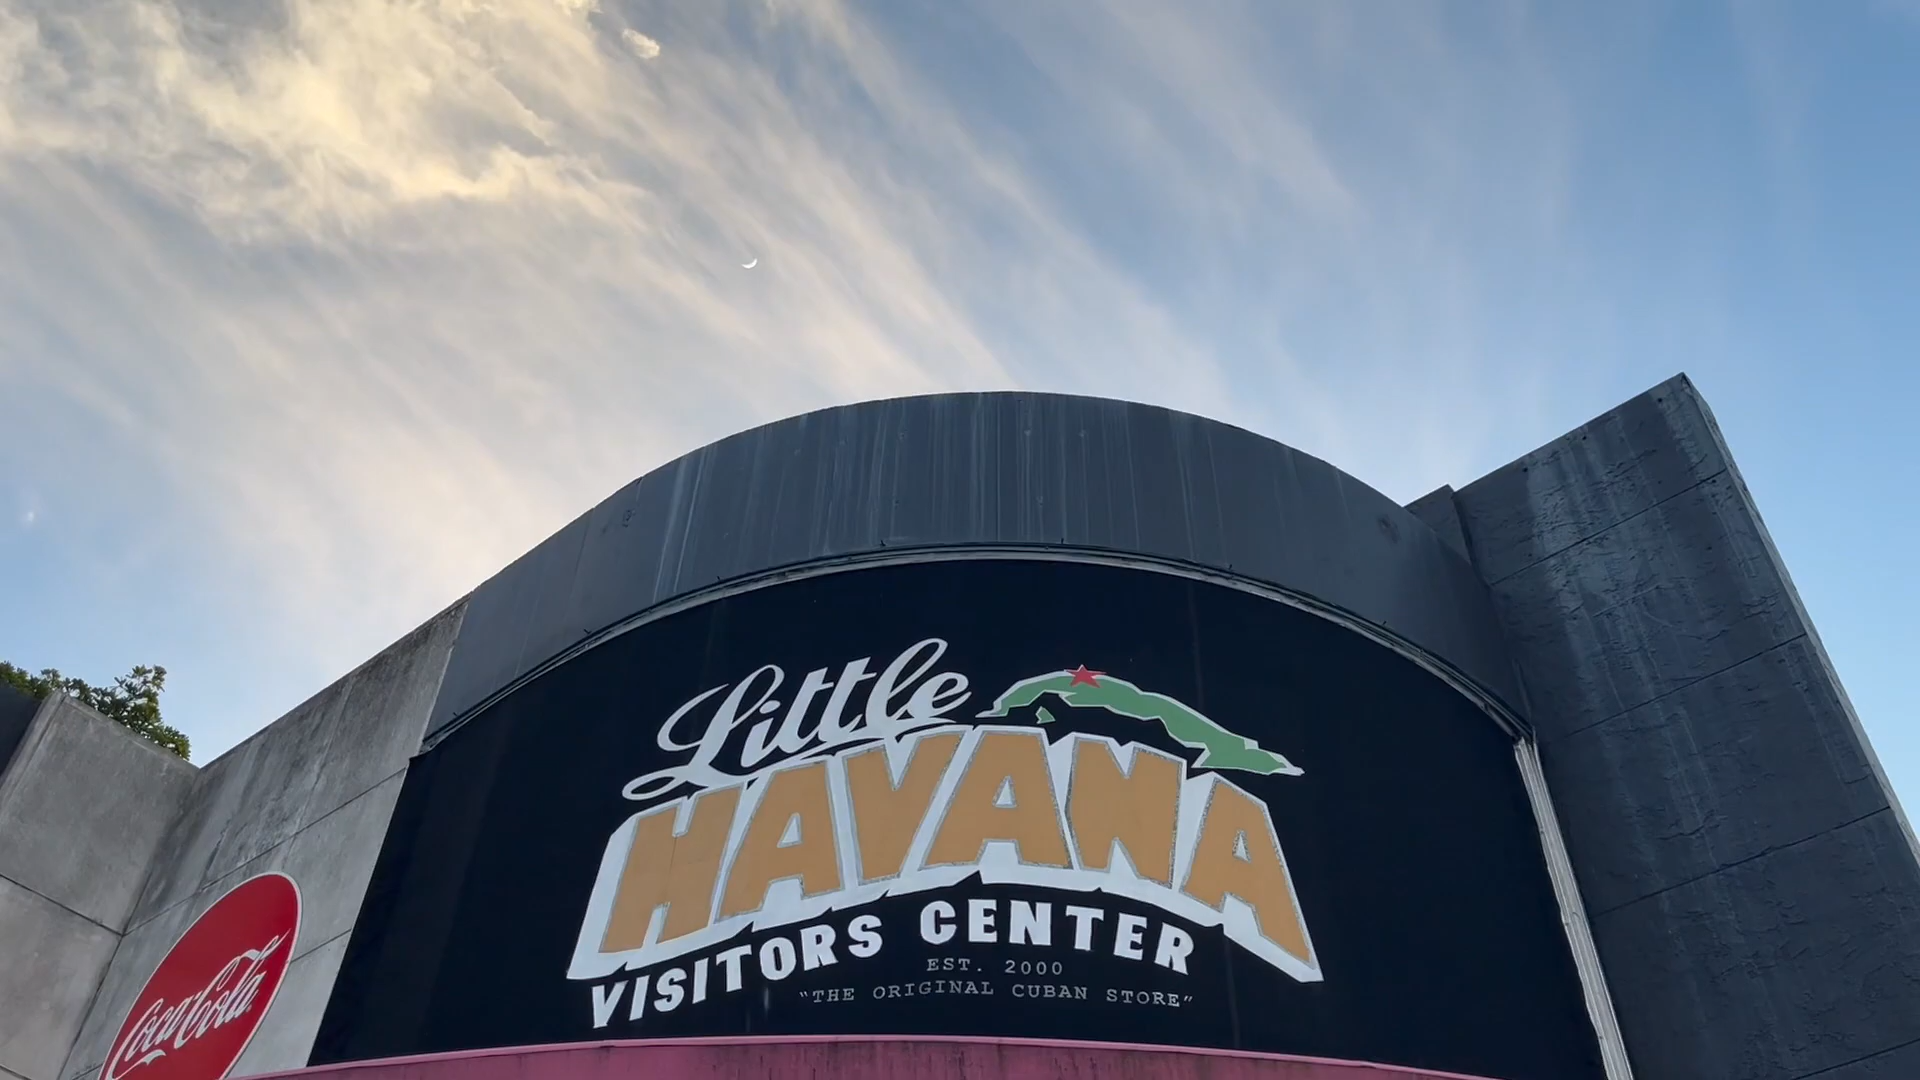 Little
HAVANA
VISITORS CENTER
EST. 2000
“THE ORIGINAL CUBAN STORE”
Coca-Cola